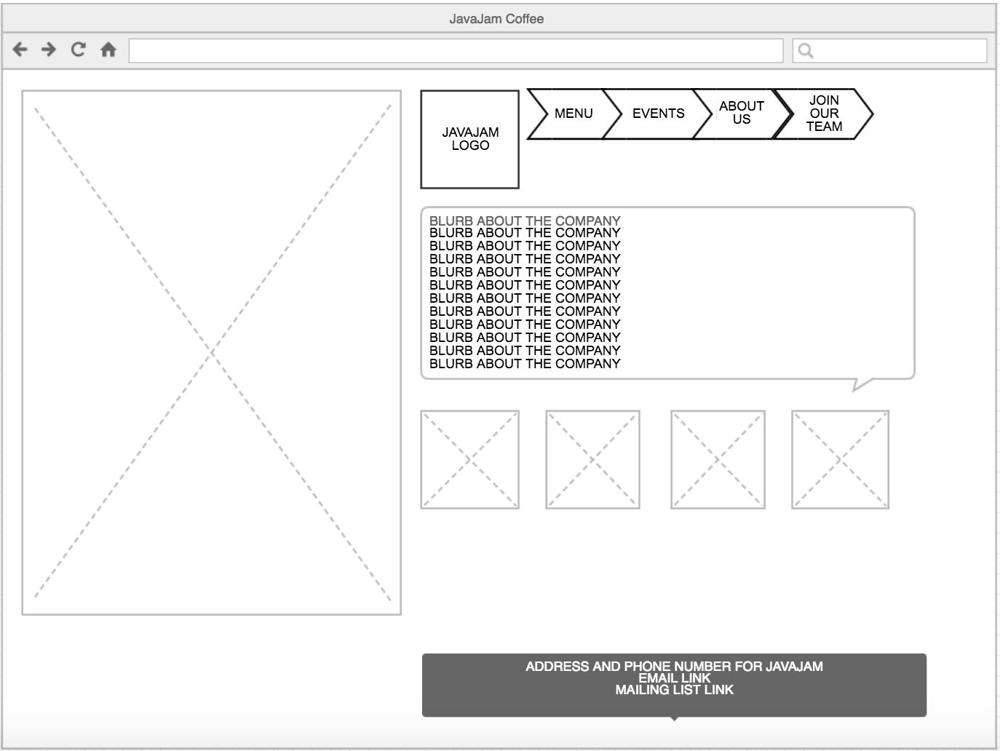 JavaJam Coffee
MENU
EVENTS
ABOUT
US
JOIN
OUR
TEAM
JAVAJAM
LOGO
BLURB ABOUT THE COMPANY
BLURB ABOUT THE COMPANY
BLURB ABOUT THE COMPANY
BLURB ABOUT THE COMPANY
BLURB ABOUT THE COMPANY
BLURB ABOUT THE COMPANY
BLURB ABOUT THE COMPANY
BLURB ABOUT THE COMPANY
BLURB ABOUT THE COMPANY
BLURB ABOUT THE COMPANY
BLURB ABOUT THE COMPANY
BLURB ABOUT THE COMPANY
ADDRESS AND PHONE NUMBER FOR JAVAJAM
EMAIL LINK
MAILING LIST LINK